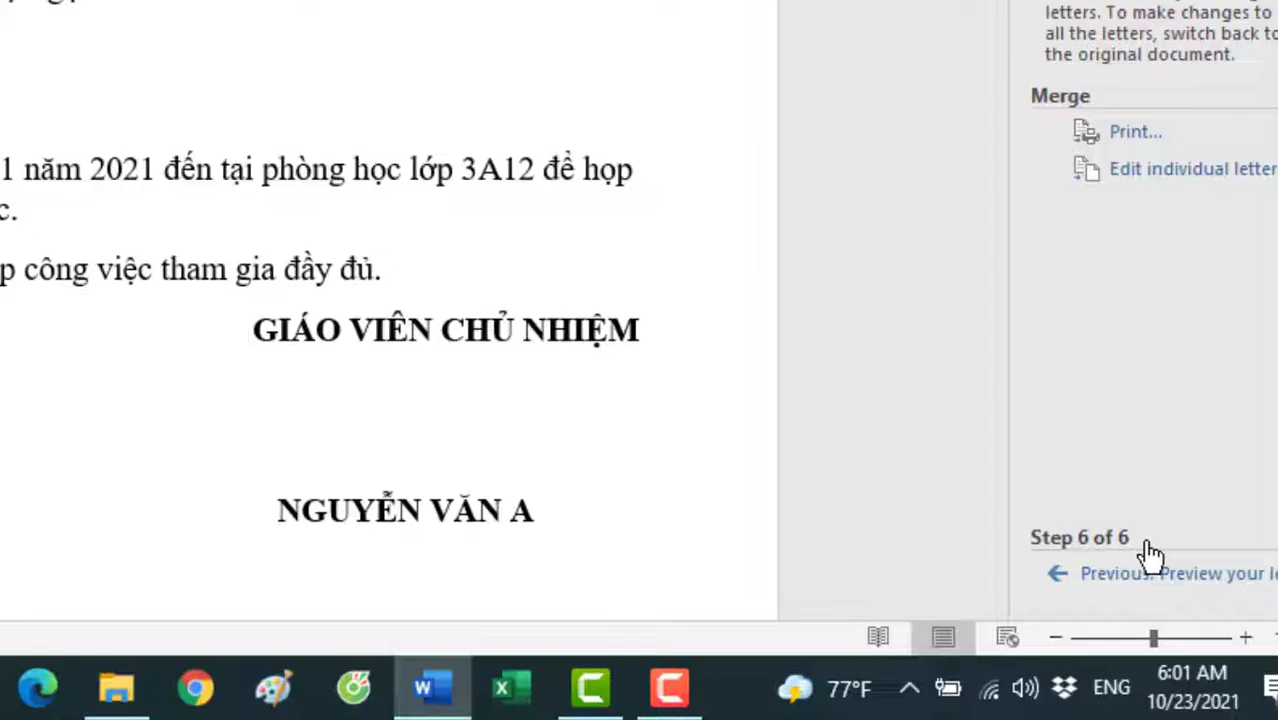 letters. To make changes to
all the letters, switch back to
the original document.
Merge
Print...
Edit individual letter
1 năm 2021 đến tại phòng học lớp 3A12 để họp
c.
p công việc tham gia đầy đủ.
GIÁO VIÊN CHỦ NHIỆM
NGUYỄN VĂN A
Step 6 of 6
Previous: Preview your le
77°F
ENG
6:01 AM
10/23/2021